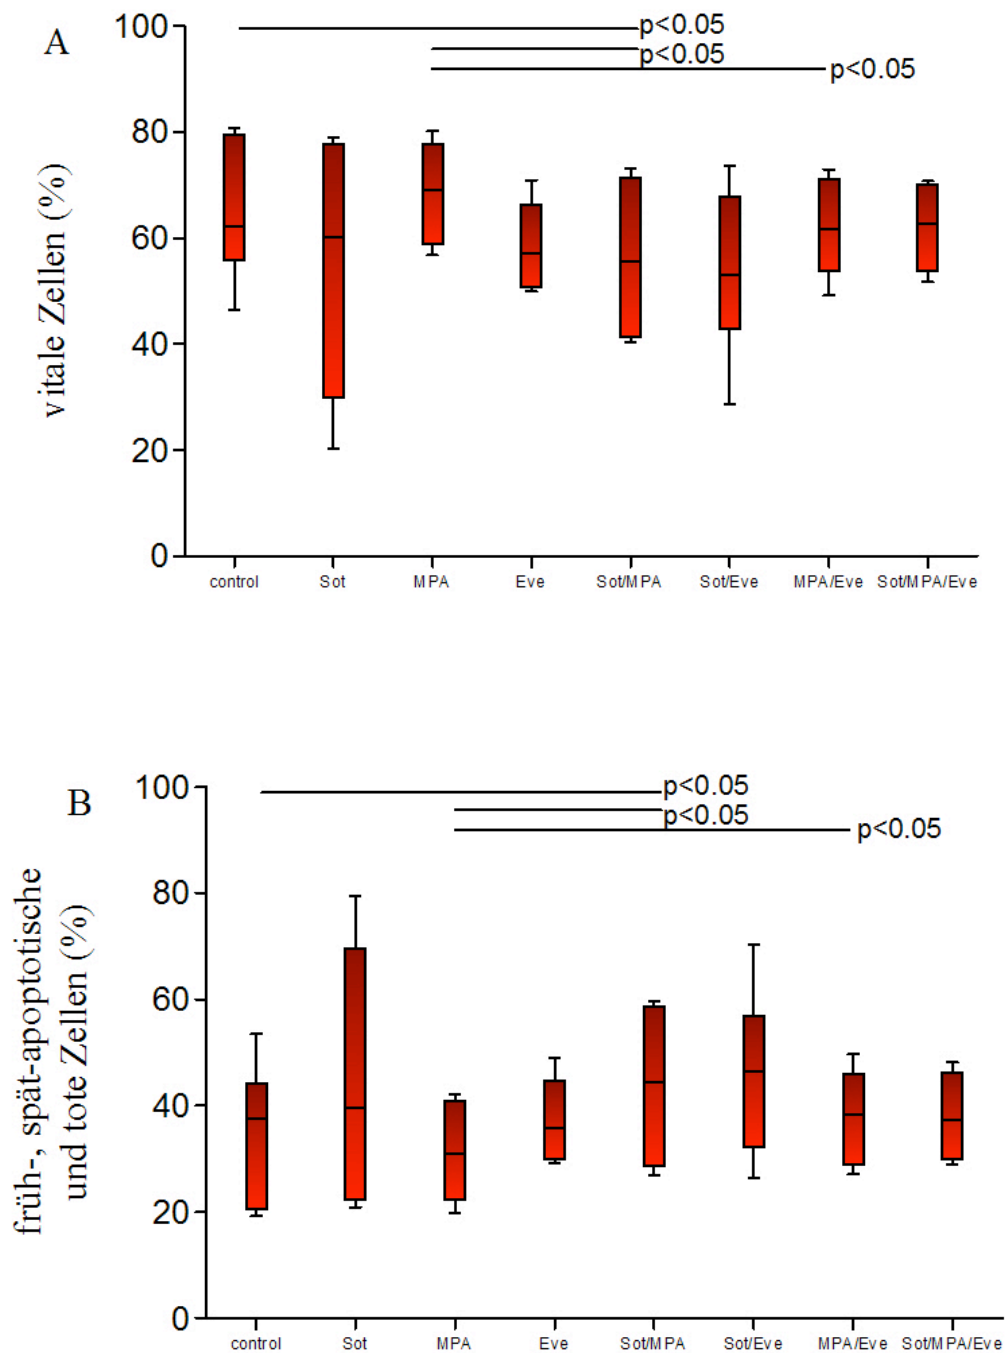 A
100
80
60
40
20
0
vitale Zellen (%)
p<0.05
p<0.05
p<0.05
control Sot MPA Eve Sot/MPA Sot/Eve MPA/Eve Sot/MPA/Eve
B
100
80
60
40
20
0
früh-, spät-apoptotische
und tote Zellen (%)
p<0.05
p<0.05
p<0.05
control Sot MPA Eve Sot/MPA Sot/Eve MPA/Eve Sot/MPA/Eve